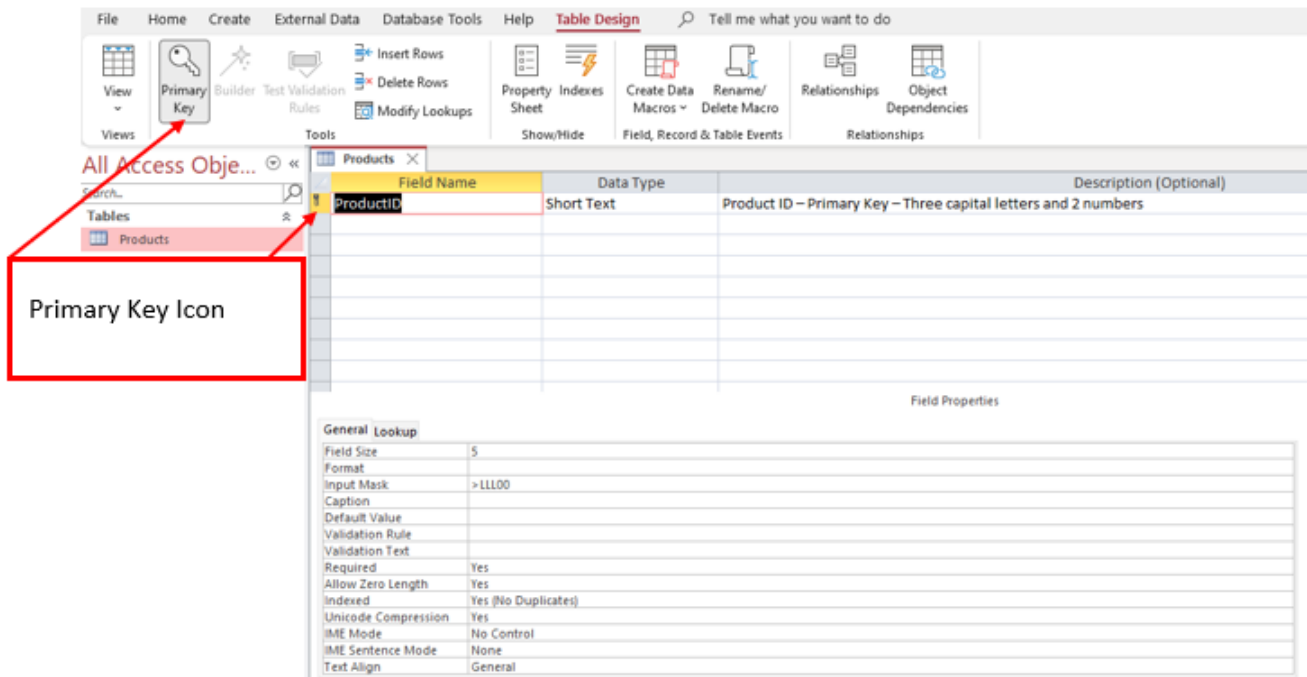 File Home Create External Data Database Tools Help Table Design Tell me what you want to do
View
Primary Key
Builder
Test Validation Rules
Insert Rows
Delete Rows
Modify Lookups
Property Sheet
Indexes
Create Data Macros
Rename/ Delete Macro
Relationships
Object Dependencies
Views Tools Show/Hide Field, Record & Table Events Relationships
All Access Obje... «
Search...
Tables
Products
Primary Key Icon
Products
Field Name Data Type Description (Optional)
ProductID Short Text Product ID – Primary Key – Three capital letters and 2 numbers
Field Properties
General Lookup
Field Size 5
Format
Input Mask >LLL00
Caption
Default Value
Validation Rule
Validation Text
Required Yes
Allow Zero Length Yes
Indexed Yes (No Duplicates)
Unicode Compression Yes
IME Mode No Control
IME Sentence Mode None
Text Align General